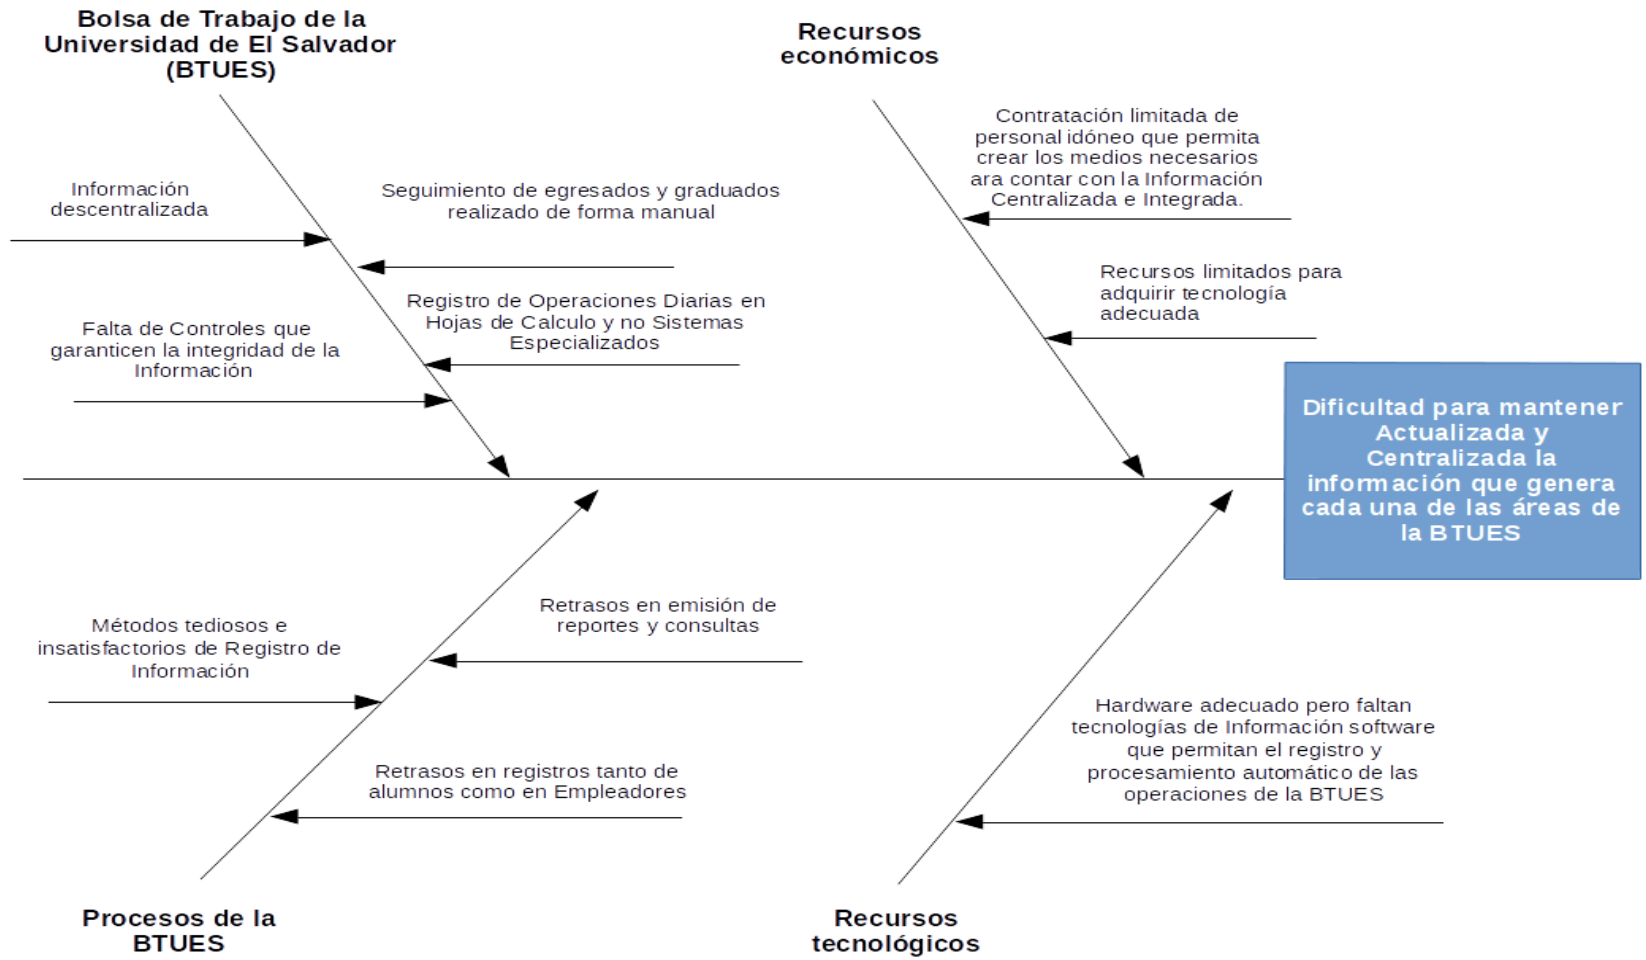 Bolsa de Trabajo de la
Universidad de El Salvador
(BTUES)
Recursos
económicos
Contratación limitada de
personal idóneo que permita
crear los medios necesarios
ara contar con la Información
Centralizada e Integrada.
Información
descentralizada
Seguimiento de egresados y graduados
realizado de forma manual
Recursos limitados para
adquirir tecnología
adecuada
Registro de Operaciones Diarias en
Hojas de Calculo y no Sistemas
Especializados
Falta de Controles que
garanticen la integridad de la
Información
Dificultad para mantener
Actualizada y
Centralizada la
información que genera
cada una de las áreas de
la BTUES
Retrasos en emisión de
reportes y consultas
Métodos tediosos e
insatisfactorios de Registro de
Información
Hardware adecuado pero faltan
tecnologías de Información software
que permitan el registro y
procesamiento automático de las
operaciones de la BTUES
Retrasos en registros tanto de
alumnos como en Empleadores
Procesos de la
BTUES
Recursos
tecnológicos